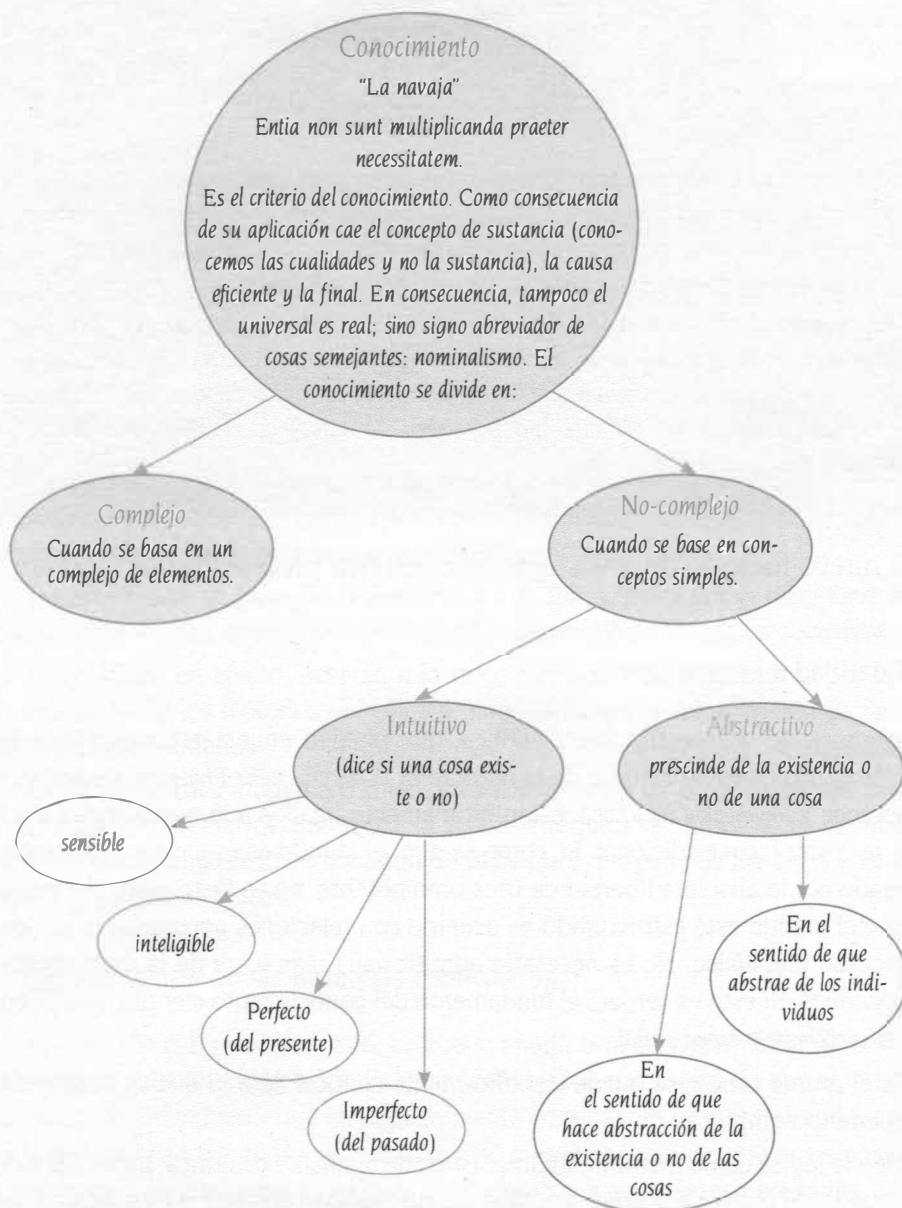 Conocimiento
“La navaja”
Entia non sunt multiplicanda praeter
necessitatem.
Es el criterio del conocimiento. Como consecuencia
de su aplicación cae el concepto de sustancia (cono-
cemos las cualidades y no la sustancia), la causa
eficiente y la final. En consecuencia, tampoco el
universal es real; sino signo abreviador de
cosas semejantes: nominalismo. El
conocimiento se divide en:
Complejo
Cuando se basa en un
complejo de elementos.
No-complejo
Cuando se base en con-
ceptos simples.
Intuitivo
(dice si una cosa exis-
te o no)
Abstractivo
prescinde de la existencia o
no de una cosa
sensible
inteligible
Perfecto
(del presente)
Imperfecto
(del pasado)
En el
sentido de que
abstrae de los indi-
viduos
En
el sentido de que
hace abstracción de la
existencia o no de las
cosas